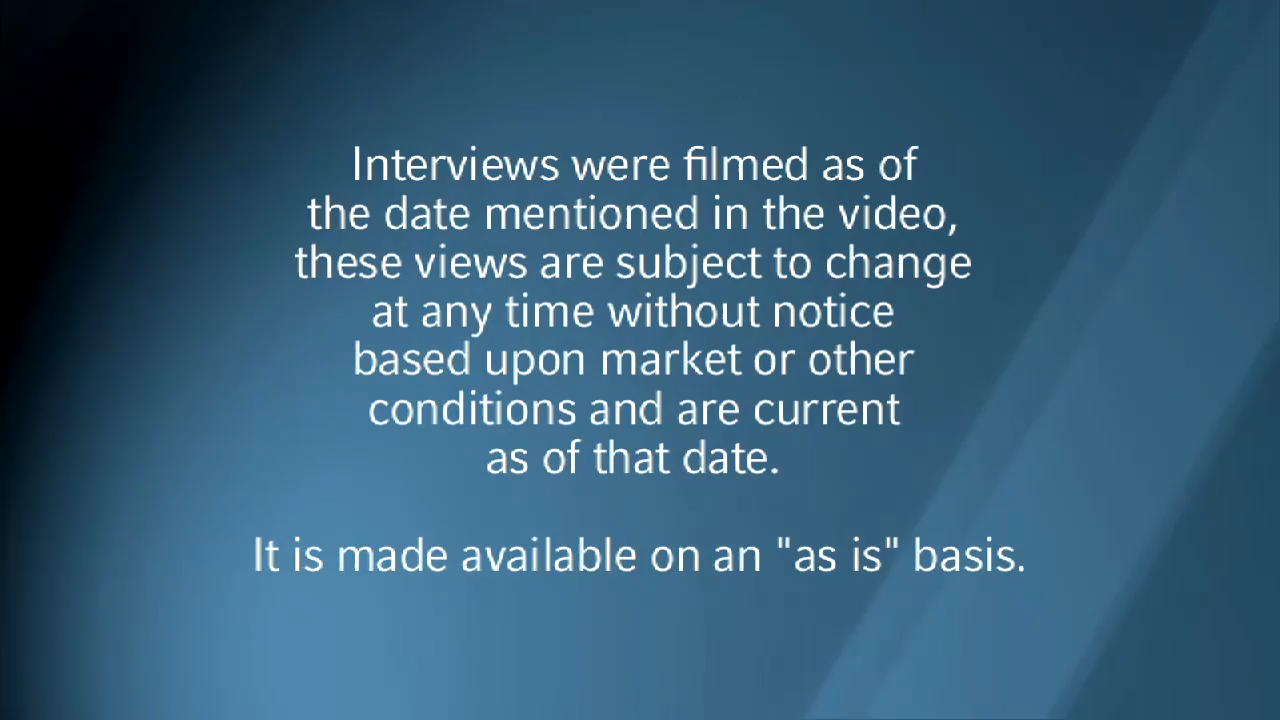 Interviews were filmed as of
the date mentioned in the video,
these views are subject to change
at any time without notice
based upon market or other
conditions and are current
as of that date.
It is made available on an "as is" basis.